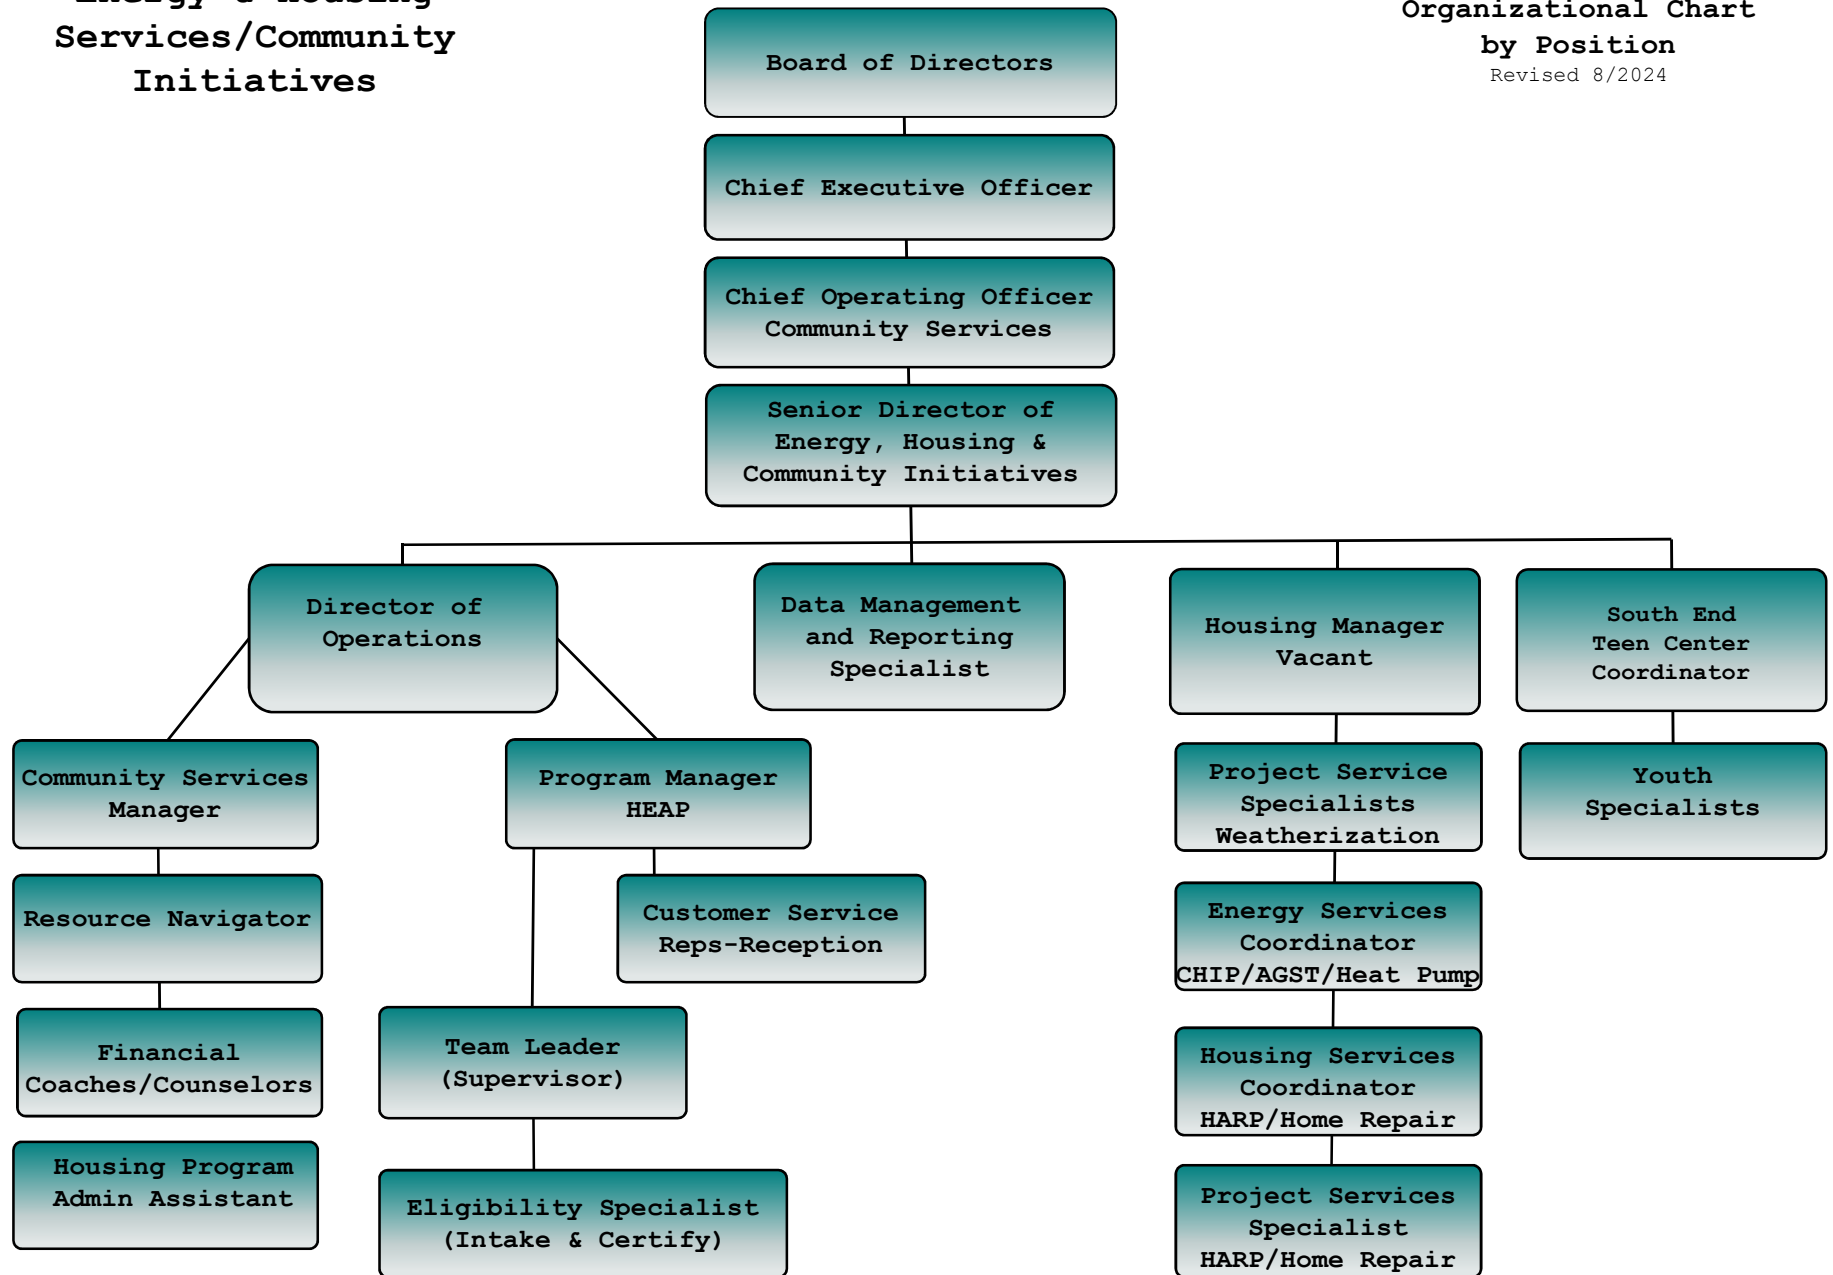 Energy & Housing
Services/Community
Initiatives
Organizational Chart
by Position
Revised 8/2024
Board of Directors
Chief Executive Officer
Chief Operating Officer
Community Services
Senior Director of
Energy, Housing &
Community Initiatives
Director of
Operations
Data Management
and Reporting
Specialist
Housing Manager
Vacant
South End
Teen Center
Coordinator
Community Services
Manager
Program Manager
HEAP
Project Service
Specialists
Weatherization
Youth
Specialists
Resource Navigator
Customer Service
Reps-Reception
Energy Services
Coordinator
CHIP/AGST/Heat Pump
Financial
Coaches/Counselors
Team Leader
(Supervisor)
Housing Services
Coordinator
HARP/Home Repair
Housing Program
Admin Assistant
Eligibility Specialist
(Intake & Certify)
Project Services
Specialist
HARP/Home Repair